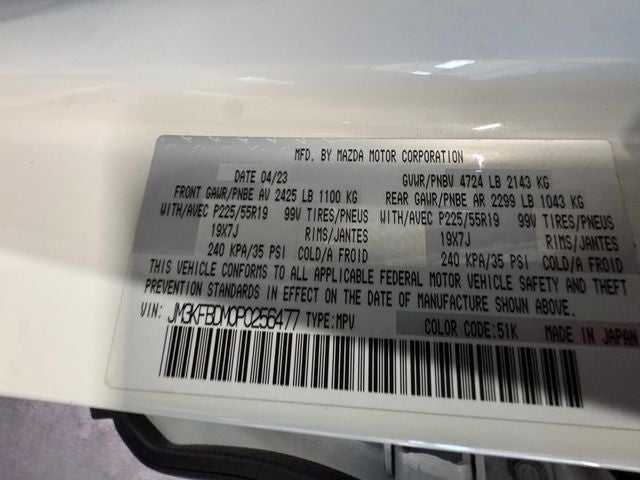 MFD. BY MAZDA MOTOR CORPORATION
DATE 04/23 GVWR/PNBV 4724 LB 2143 KG
FRONT GAWR/PNBE AV 2425 LB 1100 KG REAR GAWR/PNBE AR 2299 LB 1043 KG
WITH/AVEC P225/55R19 99V TIRES/PNEUS WITH/AVEC P225/55R19 99V TIRES/PNEUS
19X7J RIMS/JANTES 19X7J RIMS/JANTES
240 KPA/35 PSI COLD/A FROID 240 KPA/35 PSI COLD/A FROID
THIS VEHICLE CONFORMS TO ALL APPLICABLE FEDERAL MOTOR VEHICLE SAFETY AND THEFT
PREVENTION STANDARDS IN EFFECT ON THE DATE OF MANUFACTURE SHOWN ABOVE.
VIN: JM3KFBDM0P0256477 TYPE:MPV COLOR CODE:51K MADE IN JAPAN